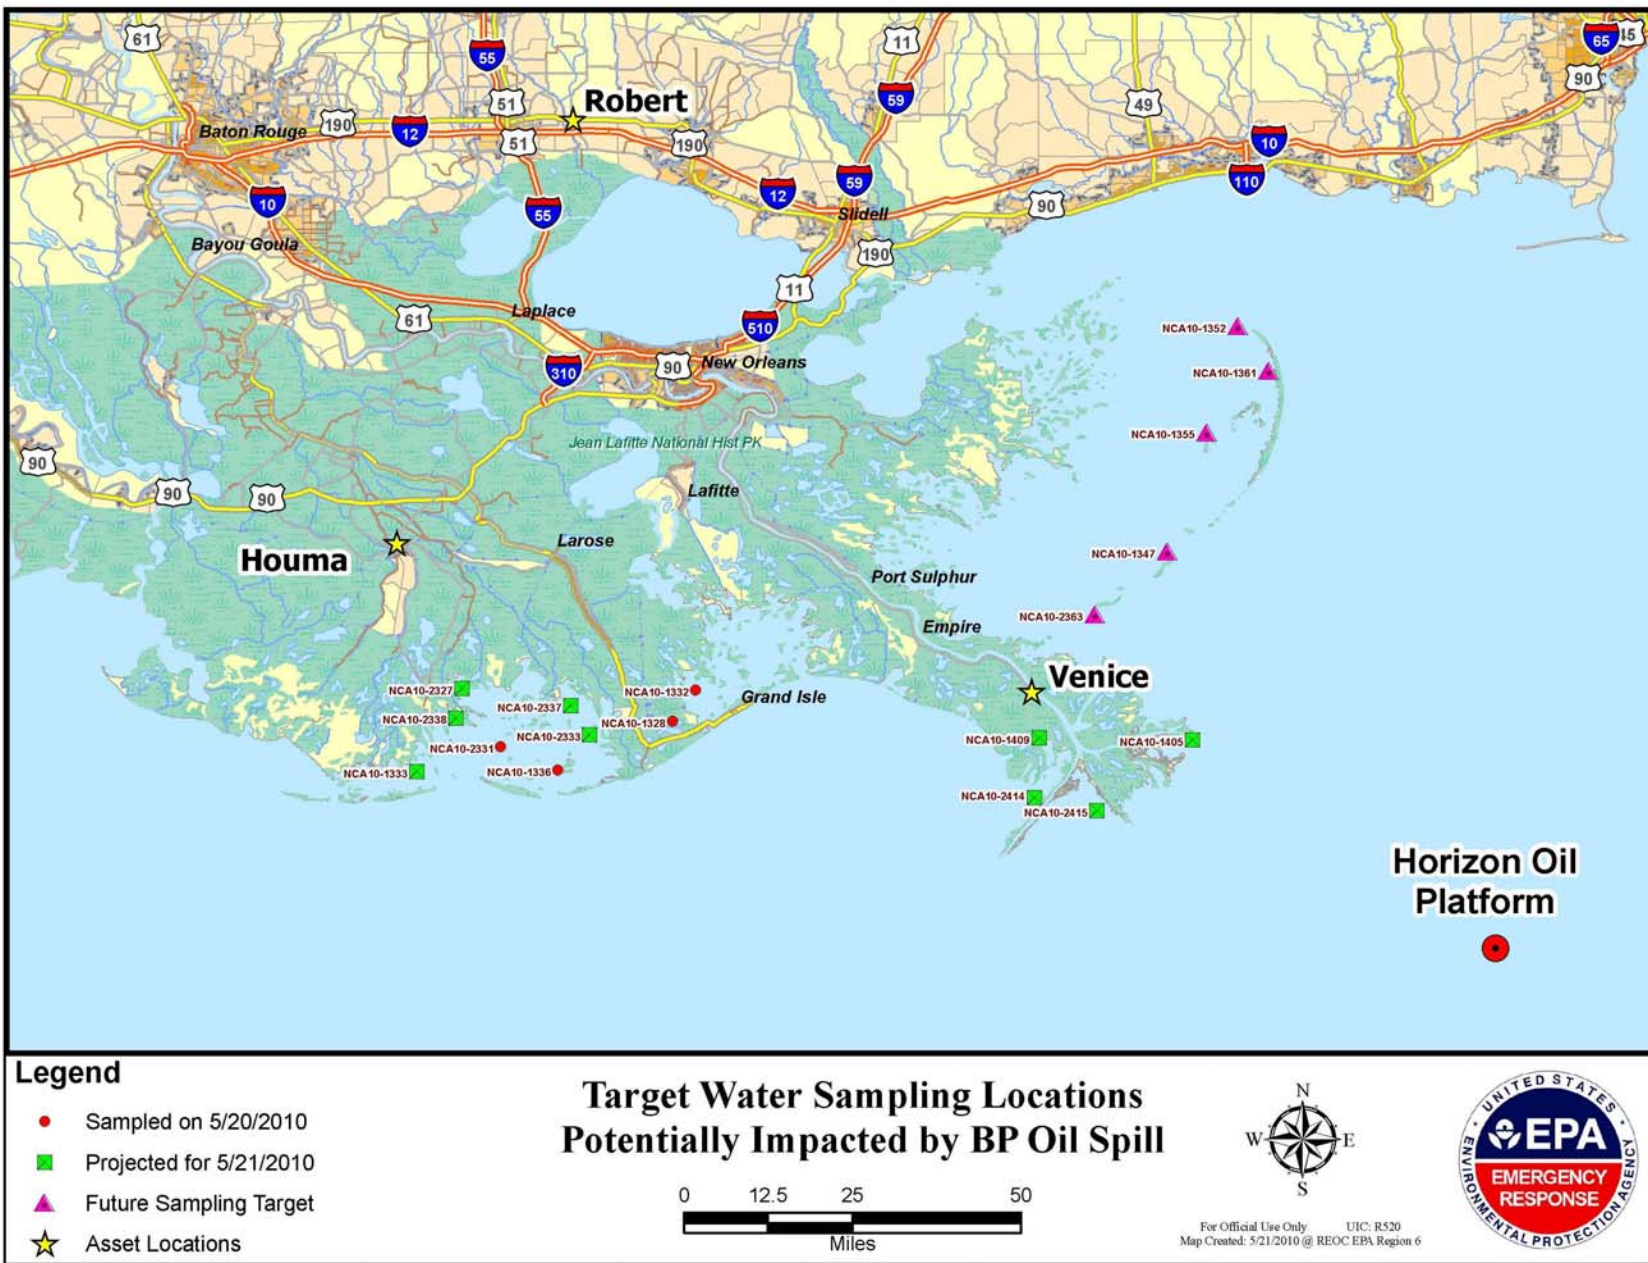 61
55
11
65
45
90
59
51
49
Robert
Baton Rouge
190
12
51
190
10
110
59
12
10
55
90
Slidell
Bayou Goula
190
11
Laplace
61
510
NCA10-1352
310
90
New Orleans
NCA10-1361
NCA10-1355
Jean Lafitte National Hist PK
90
90
90
Lafitte
Houma
Larose
NCA10-1347
Port Sulphur
NCA10-2363
Empire
Venice
NCA10-2327
NCA10-1332
Grand Isle
NCA10-2338
NCA10-2337
NCA10-1328
NCA10-2333
NCA10-2331
NCA10-1409
NCA10-1405
NCA10-1333
NCA10-1336
NCA10-2414
NCA10-2415
Horizon Oil
Platform
Legend
Sampled on 5/20/2010
Projected for 5/21/2010
Future Sampling Target
Asset Locations
Target Water Sampling Locations
Potentially Impacted by BP Oil Spill
0 12.5 25 50
Miles
N
W E
S
For Official Use Only UIC: R520
Map Created: 5/21/2010 @ REOC EPA Region 6
UNITED STATES
EPA
EMERGENCY
RESPONSE
ENVIRONMENTAL PROTECTION AGENCY